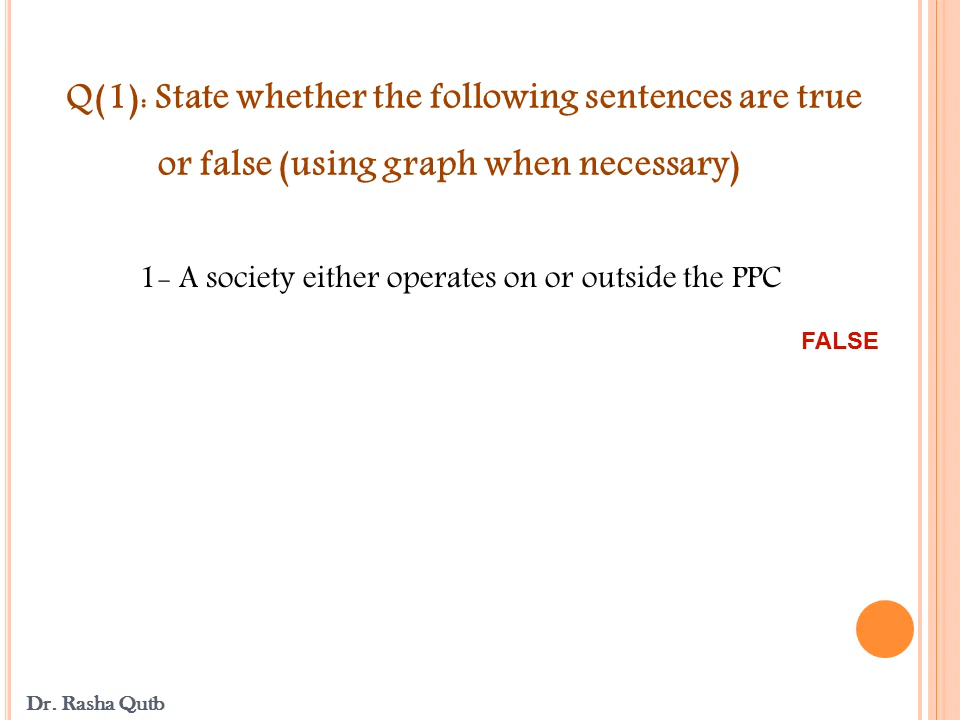 Q(1): State whether the following sentences are true
or false (using graph when necessary)
1- A society either operates on or outside the PPC
FALSE
Dr. Rasha Qutb